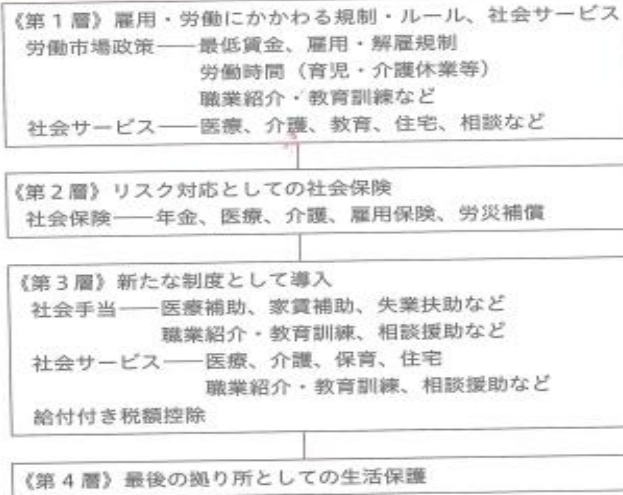 《第1層》雇用・労働にかかわる規制・ルール、社会サービス
労働市場政策――最低賃金、雇用・解雇規制
労働時間（育児・介護休業等）
職業紹介・教育訓練など
社会サービス――医療、介護、教育、住宅、相談など
《第2層》リスク対応としての社会保険
社会保険――年金、医療、介護、雇用保険、労災補償
《第3層》新たな制度として導入
社会手当――医療補助、家賃補助、失業扶助など
職業紹介・教育訓練、相談援助など
社会サービス――医療、介護、保育、住宅
職業紹介・教育訓練、相談援助など
給付付き税額控除
《第4層》最後の拠り所としての生活保護